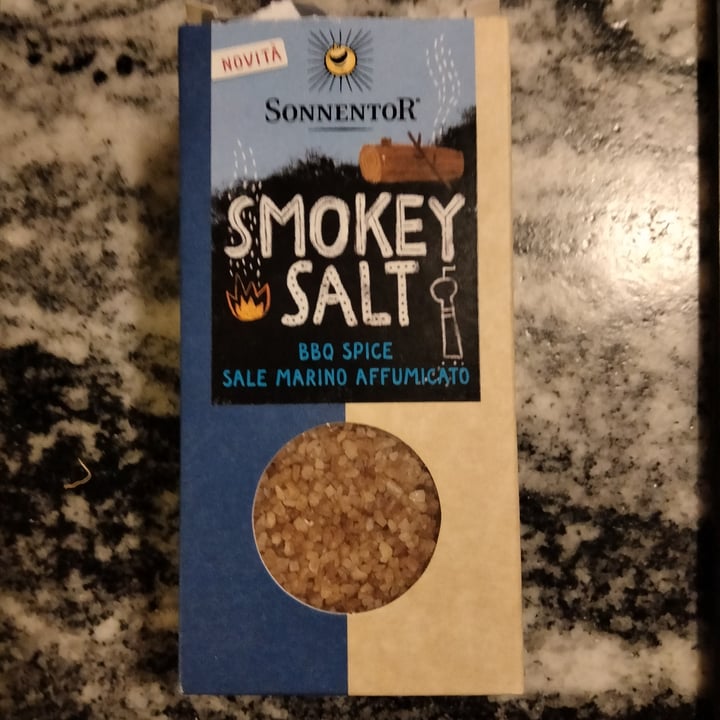 NOVITÀ
SONNENTOR®
SMOKEY
SALT
BBQ SPICE
SALE MARINO AFFUMICATO